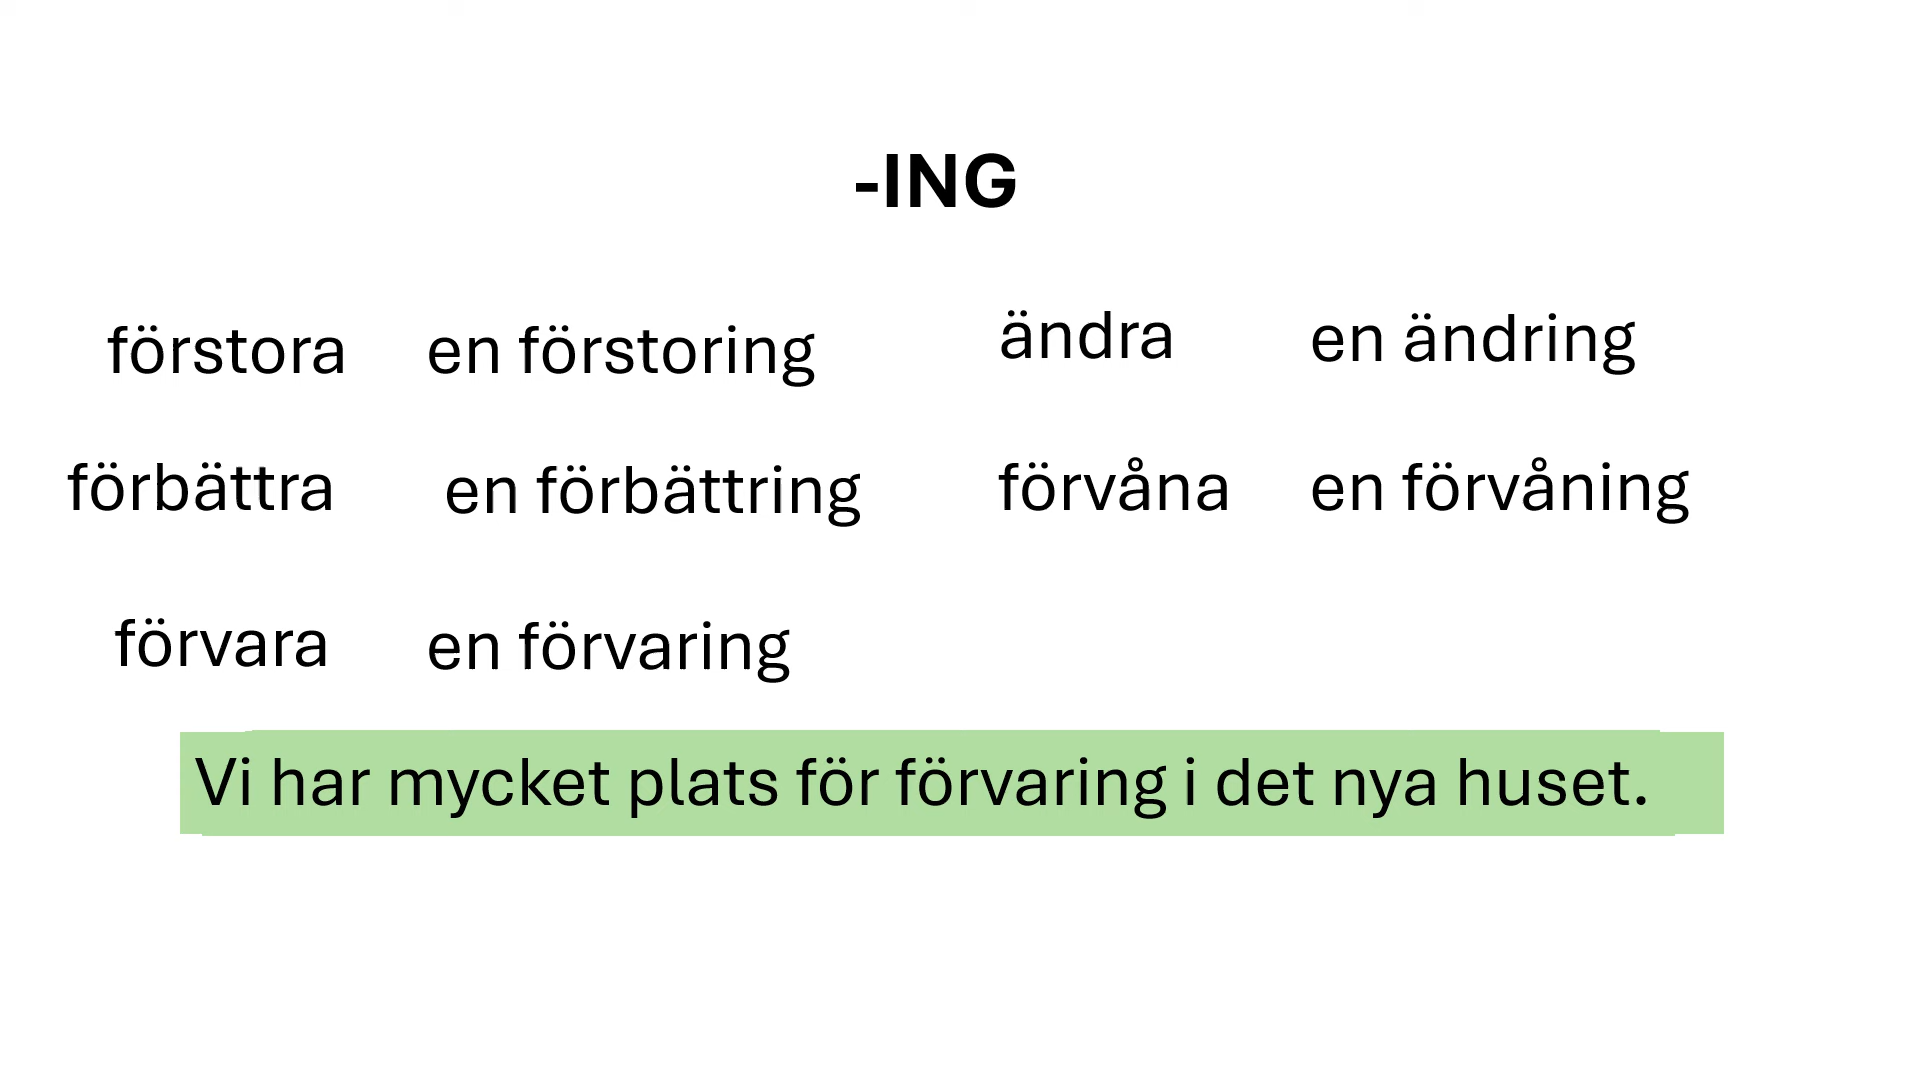 -ING
förstora en förstoring ändra en ändring
förbättra en förbättring förvåna en förvåning
förvara en förvaring
Vi har mycket plats för förvaring i det nya huset.